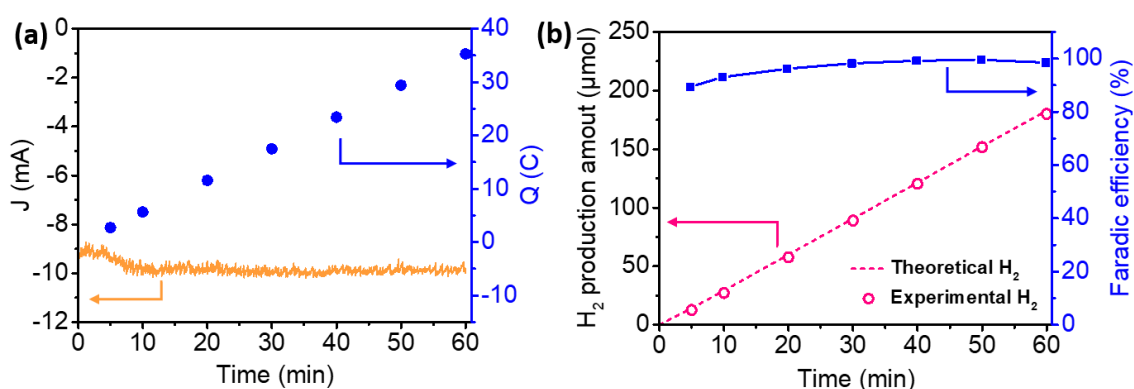 (a)
J (mA)
0
-2
-4
-6
-8
-10
-12
0 10 20 30 40 50 60
Time (min)
40
30
20
10
0
-10
Q (C)
(b)
H₂ production amout (μmol)
250
200
150
100
50
0
0 10 20 30 40 50 60
Time (min)
Theoretical H₂
Experimental H₂
100
80
60
40
20
0
Faradic efficiency (%)